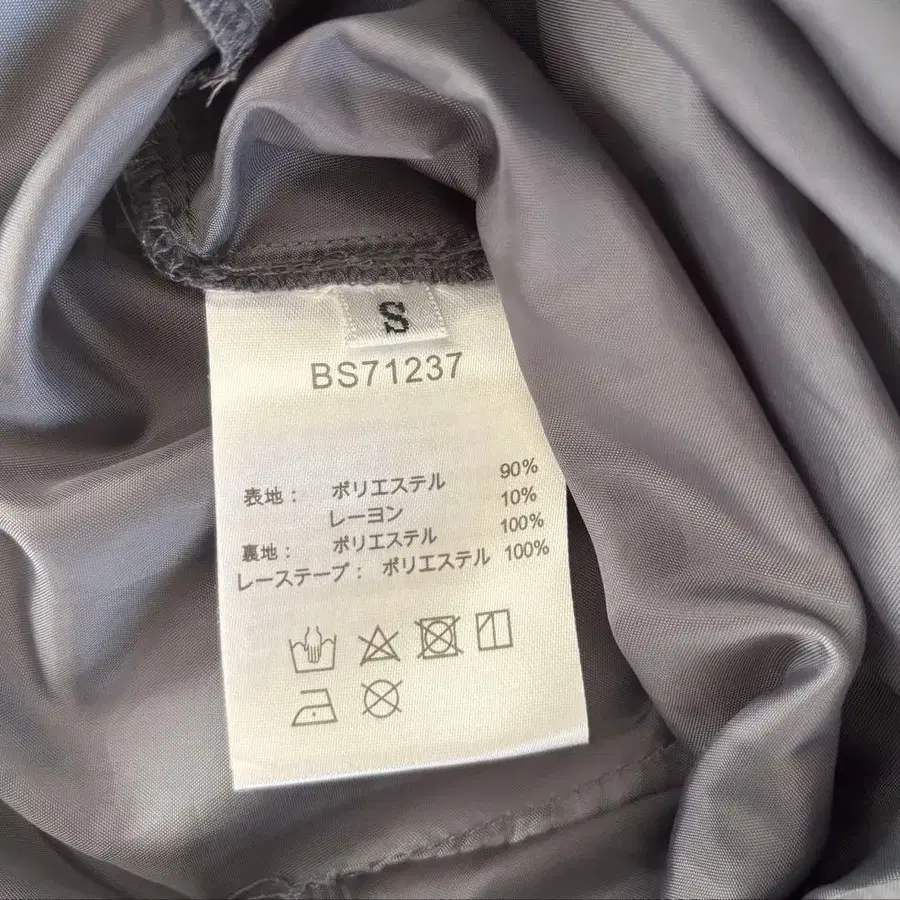 S
BS71237
表地： ポリエステル 90%
レーヨン 10%
裏地： ポリエステル 100%
レーステープ： ポリエステル 100%